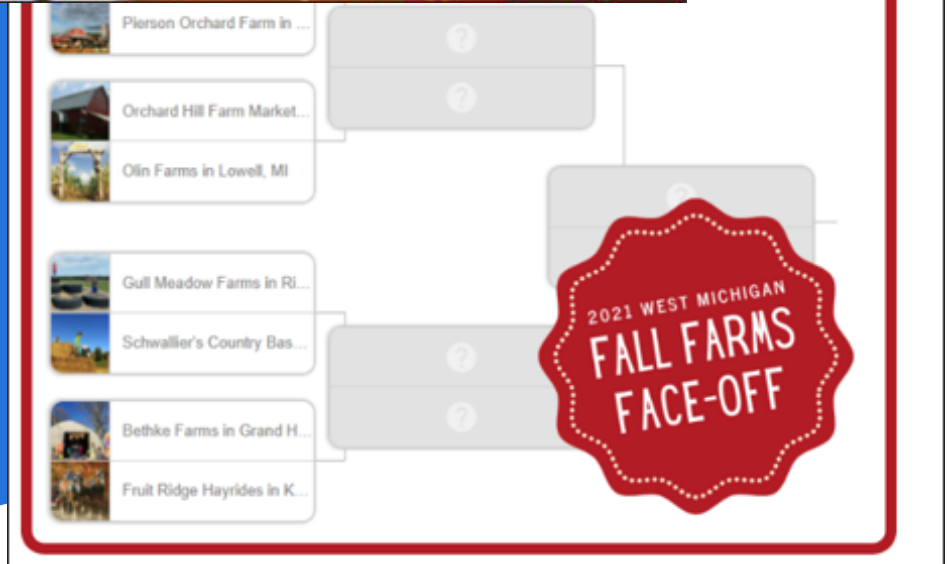 Pierson Orchard Farm in ...
?
?
Orchard Hill Farm Market...
Olin Farms in Lowell, MI
?
Gull Meadow Farms in Ri...
Schwallier's Country Bas...
?
?
Bethke Farms in Grand H...
Fruit Ridge Hayrides in K...
2021 WEST MICHIGAN
FALL FARMS
FACE-OFF